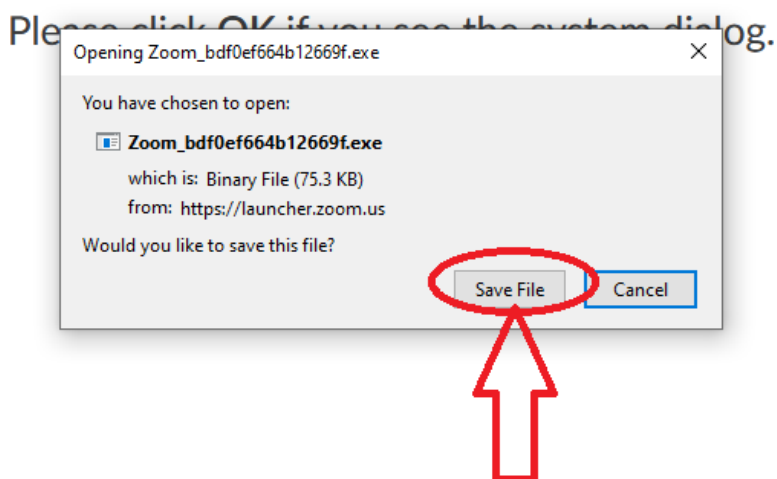 Please click OK if you see the system dialog.
Opening Zoom_bdf0ef664b12669f.exe
You have chosen to open:
Zoom_bdf0ef664b12669f.exe
which is: Binary File (75.3 KB)
from: https://launcher.zoom.us
Would you like to save this file?
Save File Cancel